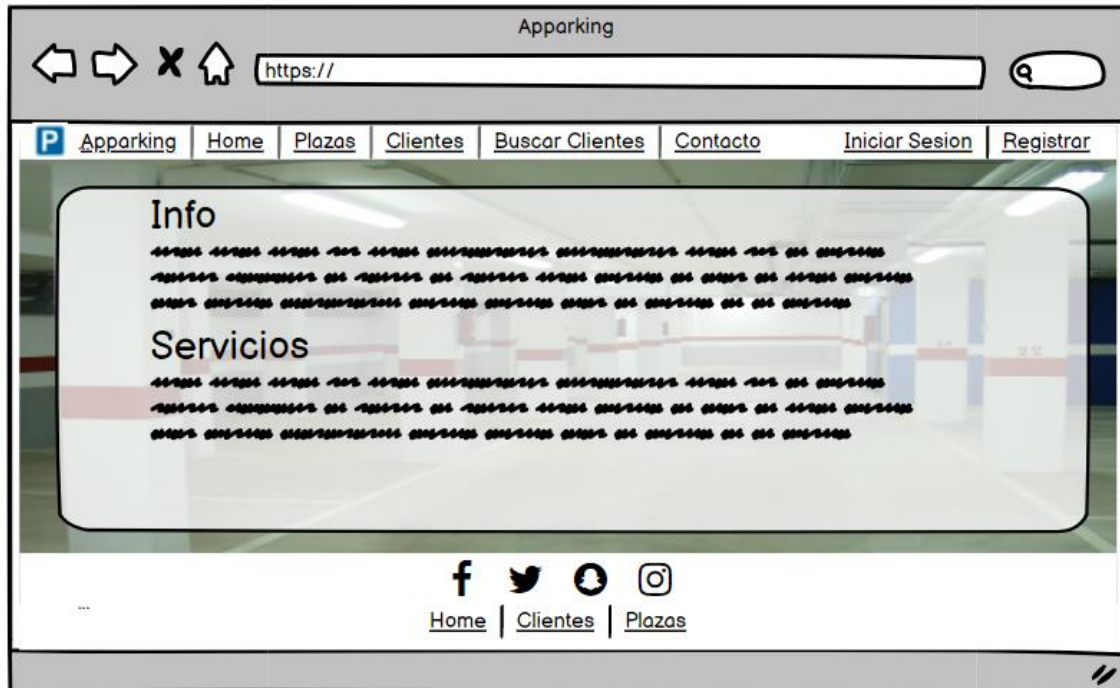 Apparking
https://
P Apparking Home Plazas Clientes Buscar Clientes Contacto Iniciar Sesion Registrar
Info
Servicios
...
Home Clientes Plazas